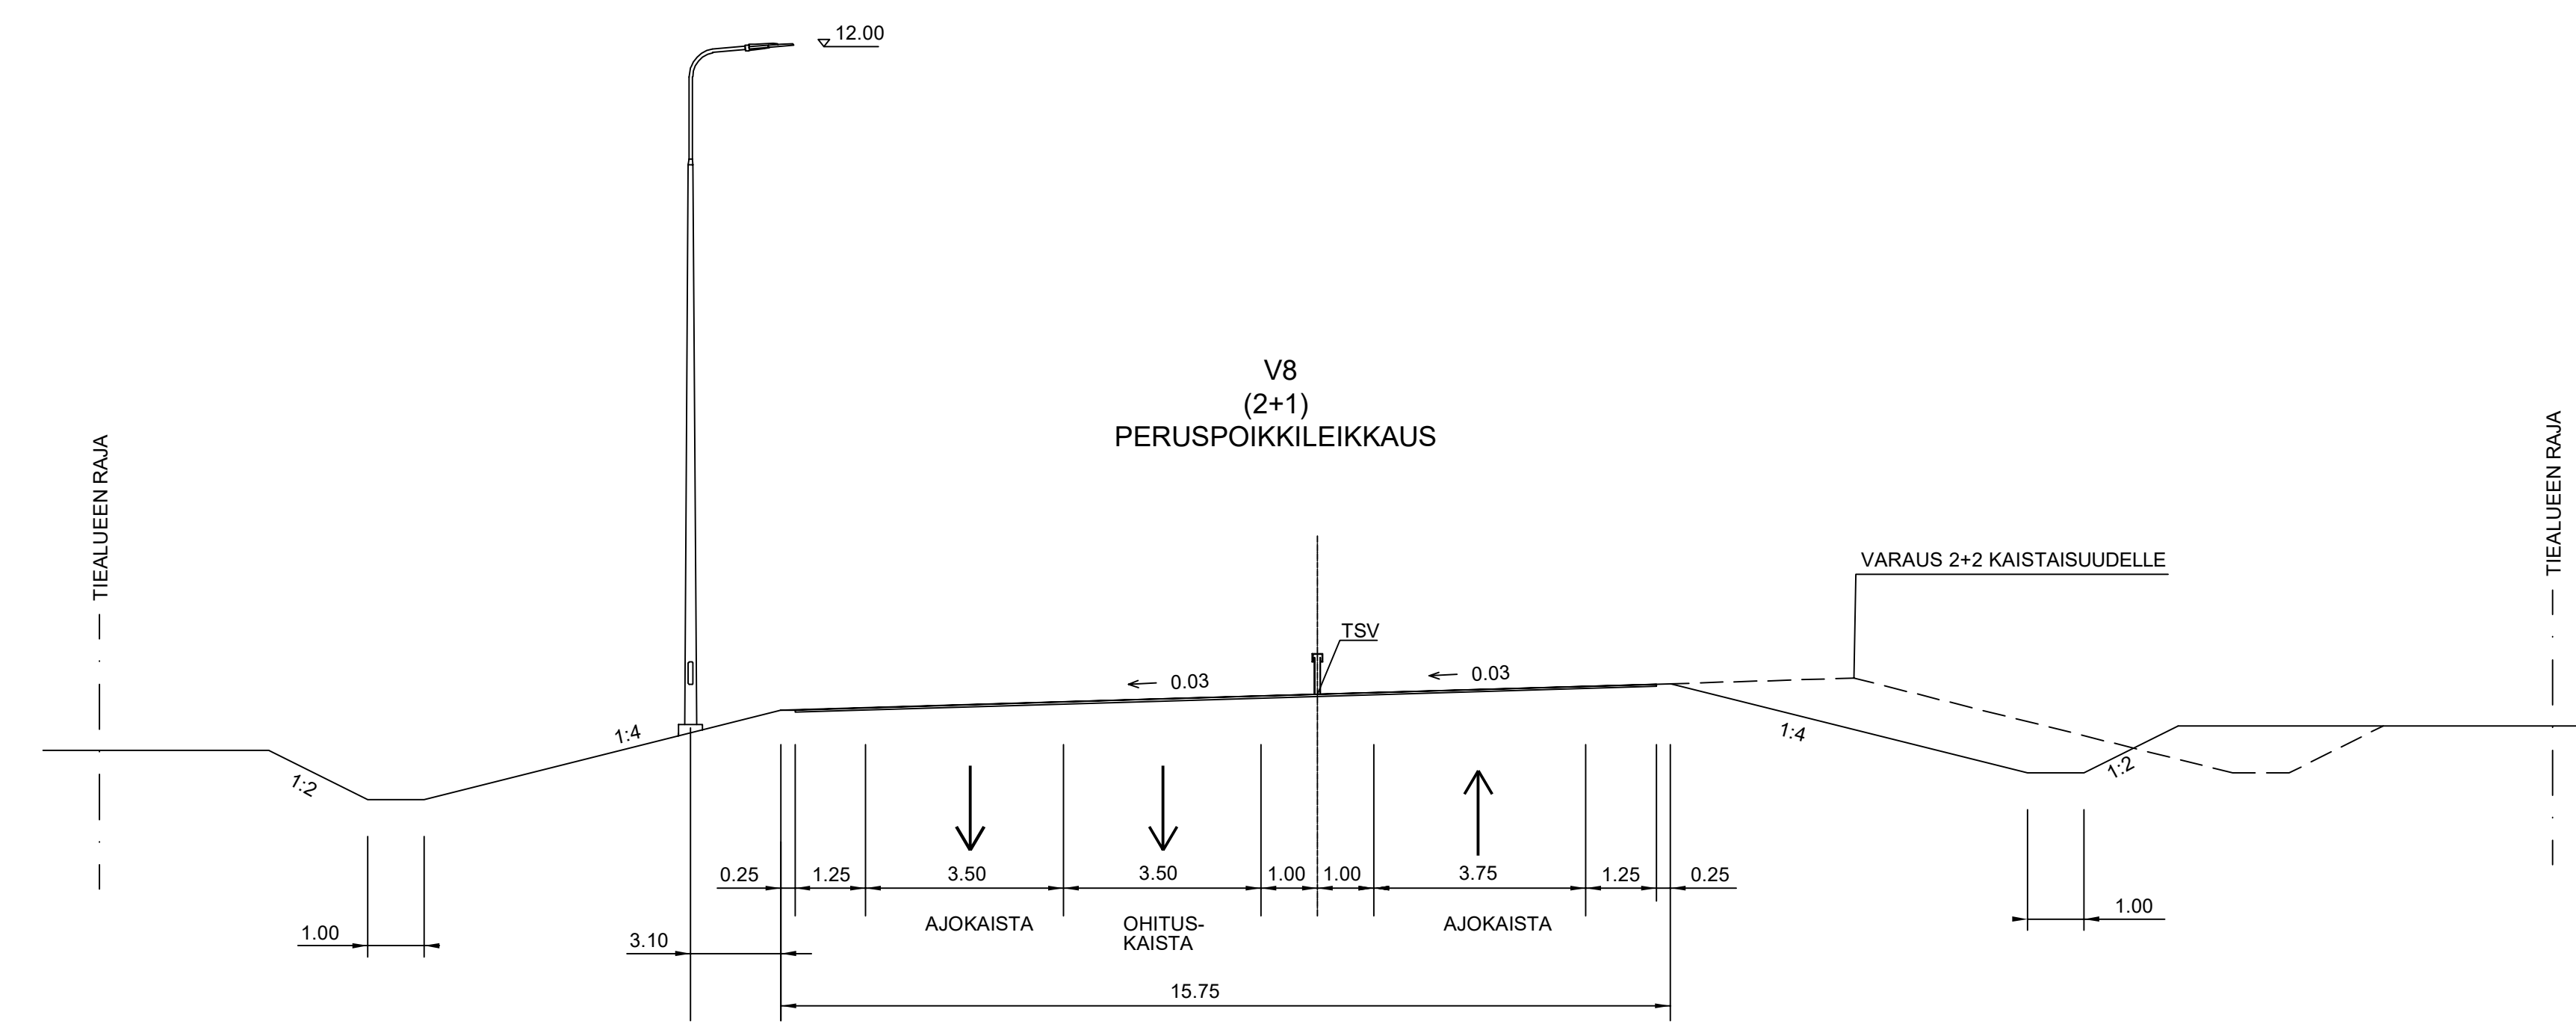 12.00
V8
(2+1)
PERUSPOIKKILEIKKAUS
TIEALUEEN RAJA
TIEALUEEN RAJA
VARAUS 2+2 KAISTAISUUDELLE
TSV
0.03
0.03
1:4
1:4
1:2
1:2
0.25
1.25
3.50
3.50
1.00
1.00
3.75
1.25
0.25
AJOKAISTA
OHITUS-
KAISTA
AJOKAISTA
1.00
1.00
3.10
15.75